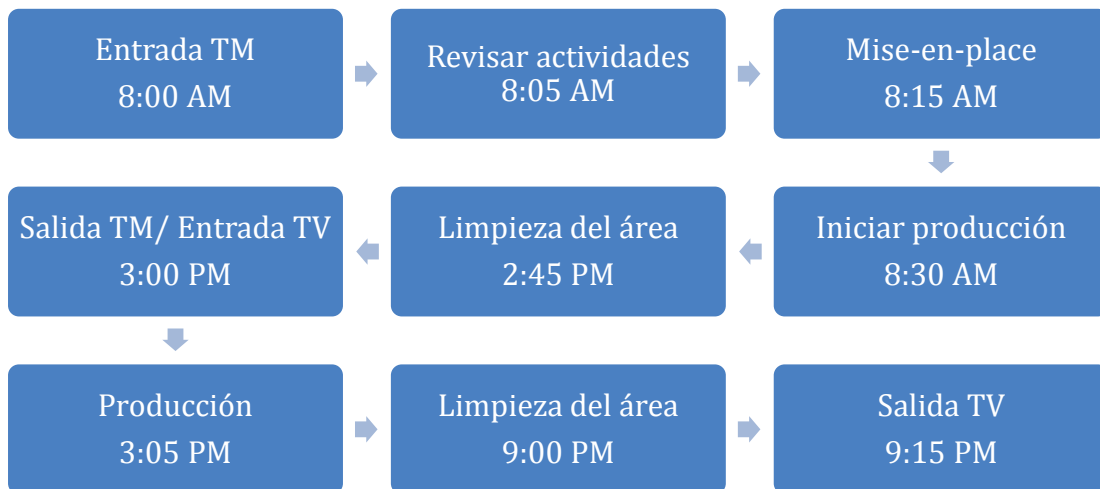 Entrada TM
8:00 AM
Revisar actividades
8:05 AM
Mise-en-place
8:15 AM
Iniciar producción
8:30 AM
Limpieza del área
2:45 PM
Salida TM/ Entrada TV
3:00 PM
Producción
3:05 PM
Limpieza del área
9:00 PM
Salida TV
9:15 PM